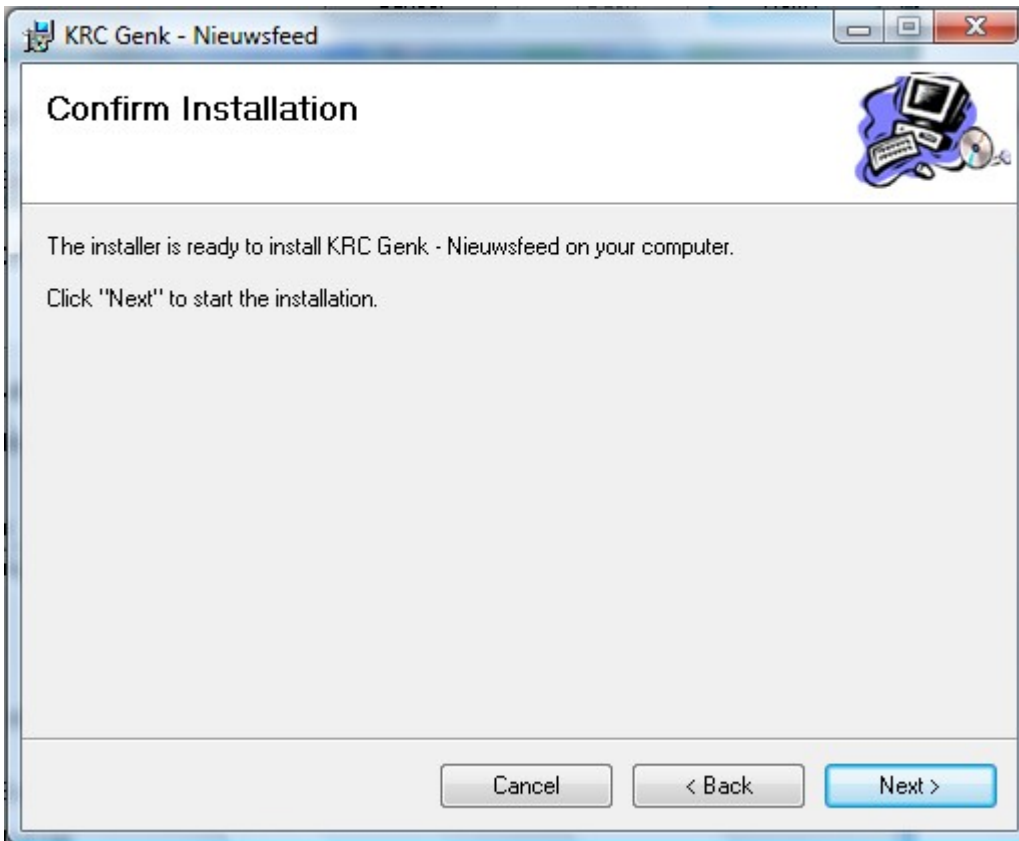 KRC Genk - Nieuwsfeed
Confirm Installation
The installer is ready to install KRC Genk - Nieuwsfeed on your computer.
Click "Next" to start the installation.
Cancel
< Back
Next >